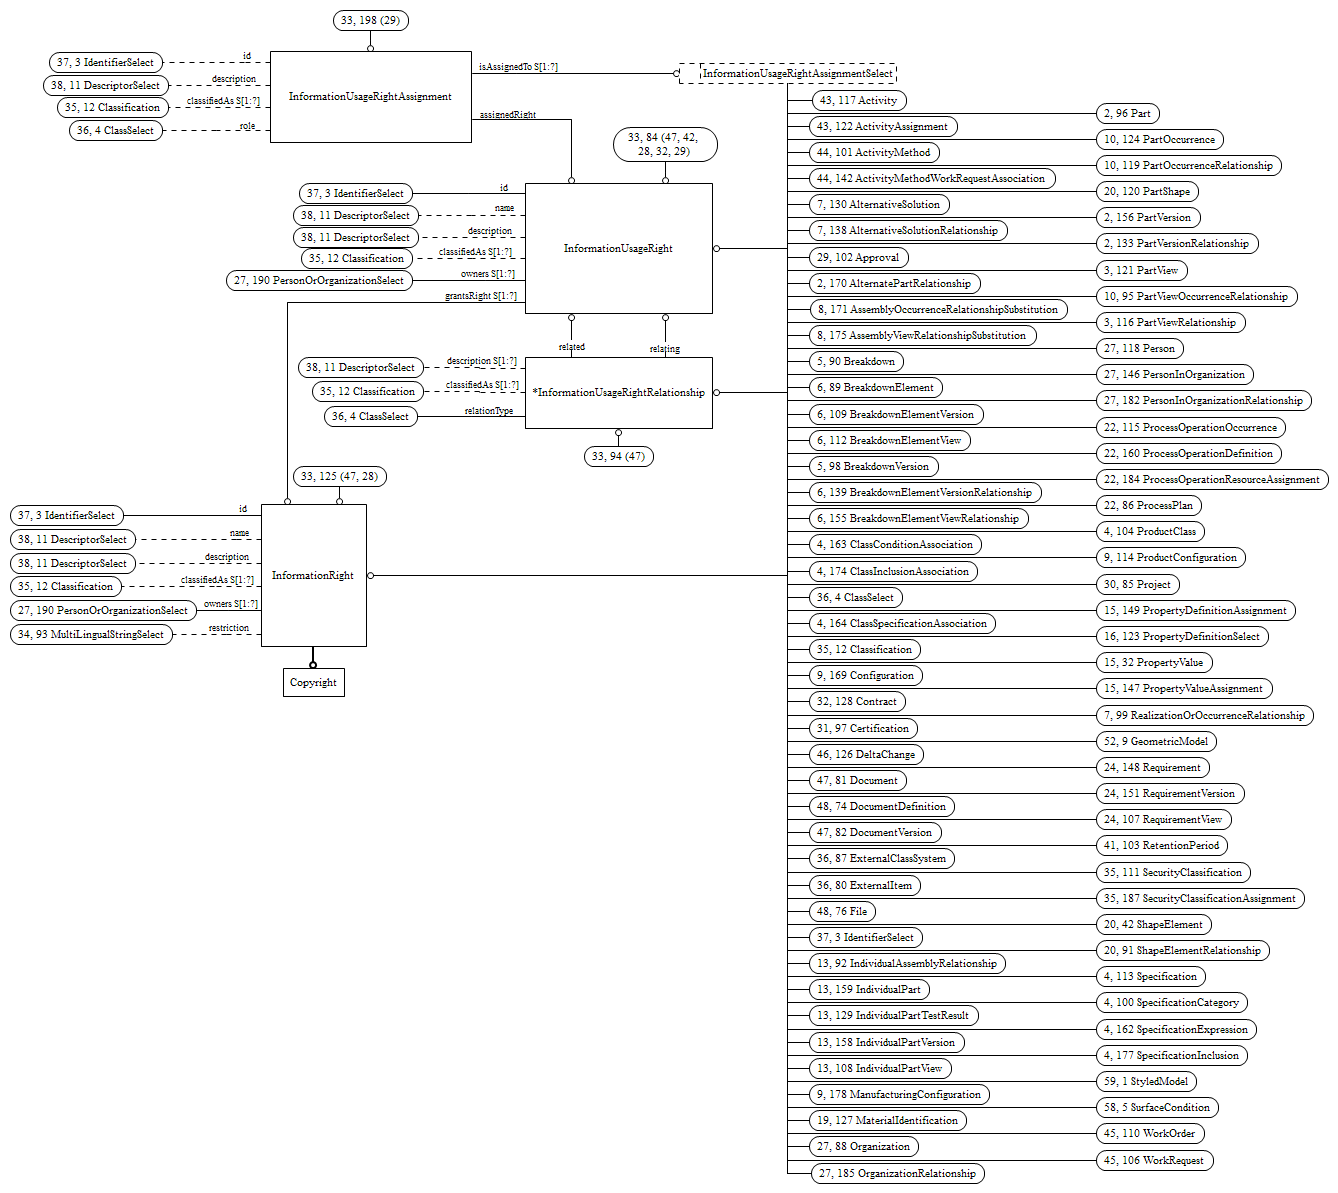 33, 198 (29)
37, 3 IdentifierSelect
id
38, 11 DescriptorSelect
description
35, 12 Classification
classifiedAs S[1:?]
36, 4 ClassSelect
role
InformationUsageRightAssignment
isAssignedTo S[1:?]
InformationUsageRightAssignmentSelect
assignedRight
33, 84 (47, 42,
28, 32, 29)
37, 3 IdentifierSelect
id
38, 11 DescriptorSelect
name
38, 11 DescriptorSelect
description
35, 12 Classification
classifiedAs S[1:?]
27, 190 PersonOrOrganizationSelect
owners S[1:?]
grantsRight S[1:?]
InformationUsageRight
related
relating
38, 11 DescriptorSelect
description S[1:?]
35, 12 Classification
classifiedAs S[1:?]
36, 4 ClassSelect
relationType
*InformationUsageRightRelationship
33, 94 (47)
33, 125 (47, 28)
37, 3 IdentifierSelect
id
38, 11 DescriptorSelect
name
38, 11 DescriptorSelect
description
35, 12 Classification
classifiedAs S[1:?]
27, 190 PersonOrOrganizationSelect
owners S[1:?]
34, 93 MultiLingualStringSelect
restriction
InformationRight
Copyright
43, 117 Activity
43, 122 ActivityAssignment
44, 101 ActivityMethod
44, 142 ActivityMethodWorkRequestAssociation
7, 130 AlternativeSolution
7, 138 AlternativeSolutionRelationship
29, 102 Approval
2, 170 AlternatePartRelationship
8, 171 AssemblyOccurrenceRelationshipSubstitution
8, 175 AssemblyViewRelationshipSubstitution
5, 90 Breakdown
6, 89 BreakdownElement
6, 109 BreakdownElementVersion
6, 112 BreakdownElementView
5, 98 BreakdownVersion
6, 139 BreakdownElementVersionRelationship
6, 155 BreakdownElementViewRelationship
4, 163 ClassConditionAssociation
4, 174 ClassInclusionAssociation
36, 4 ClassSelect
4, 164 ClassSpecificationAssociation
35, 12 Classification
9, 169 Configuration
32, 128 Contract
31, 97 Certification
46, 126 DeltaChange
47, 81 Document
48, 74 DocumentDefinition
47, 82 DocumentVersion
36, 87 ExternalClassSystem
36, 80 ExternalItem
48, 76 File
37, 3 IdentifierSelect
13, 92 IndividualAssemblyRelationship
13, 159 IndividualPart
13, 129 IndividualPartTestResult
13, 158 IndividualPartVersion
13, 108 IndividualPartView
9, 178 ManufacturingConfiguration
19, 127 MaterialIdentification
27, 88 Organization
27, 185 OrganizationRelationship
2, 96 Part
10, 124 PartOccurrence
10, 119 PartOccurrenceRelationship
20, 120 PartShape
2, 156 PartVersion
2, 133 PartVersionRelationship
3, 121 PartView
10, 95 PartViewOccurrenceRelationship
3, 116 PartViewRelationship
27, 118 Person
27, 146 PersonInOrganization
27, 182 PersonInOrganizationRelationship
22, 115 ProcessOperationOccurrence
22, 160 ProcessOperationDefinition
22, 184 ProcessOperationResourceAssignment
22, 86 ProcessPlan
4, 104 ProductClass
9, 114 ProductConfiguration
30, 85 Project
15, 149 PropertyDefinitionAssignment
16, 123 PropertyDefinitionSelect
15, 32 PropertyValue
15, 147 PropertyValueAssignment
7, 99 RealizationOrOccurrenceRelationship
52, 9 GeometricModel
24, 148 Requirement
24, 151 RequirementVersion
24, 107 RequirementView
41, 103 RetentionPeriod
35, 111 SecurityClassification
35, 187 SecurityClassificationAssignment
20, 42 ShapeElement
20, 91 ShapeElementRelationship
4, 113 Specification
4, 100 SpecificationCategory
4, 162 SpecificationExpression
4, 177 SpecificationInclusion
59, 1 StyledModel
58, 5 SurfaceCondition
45, 110 WorkOrder
45, 106 WorkRequest